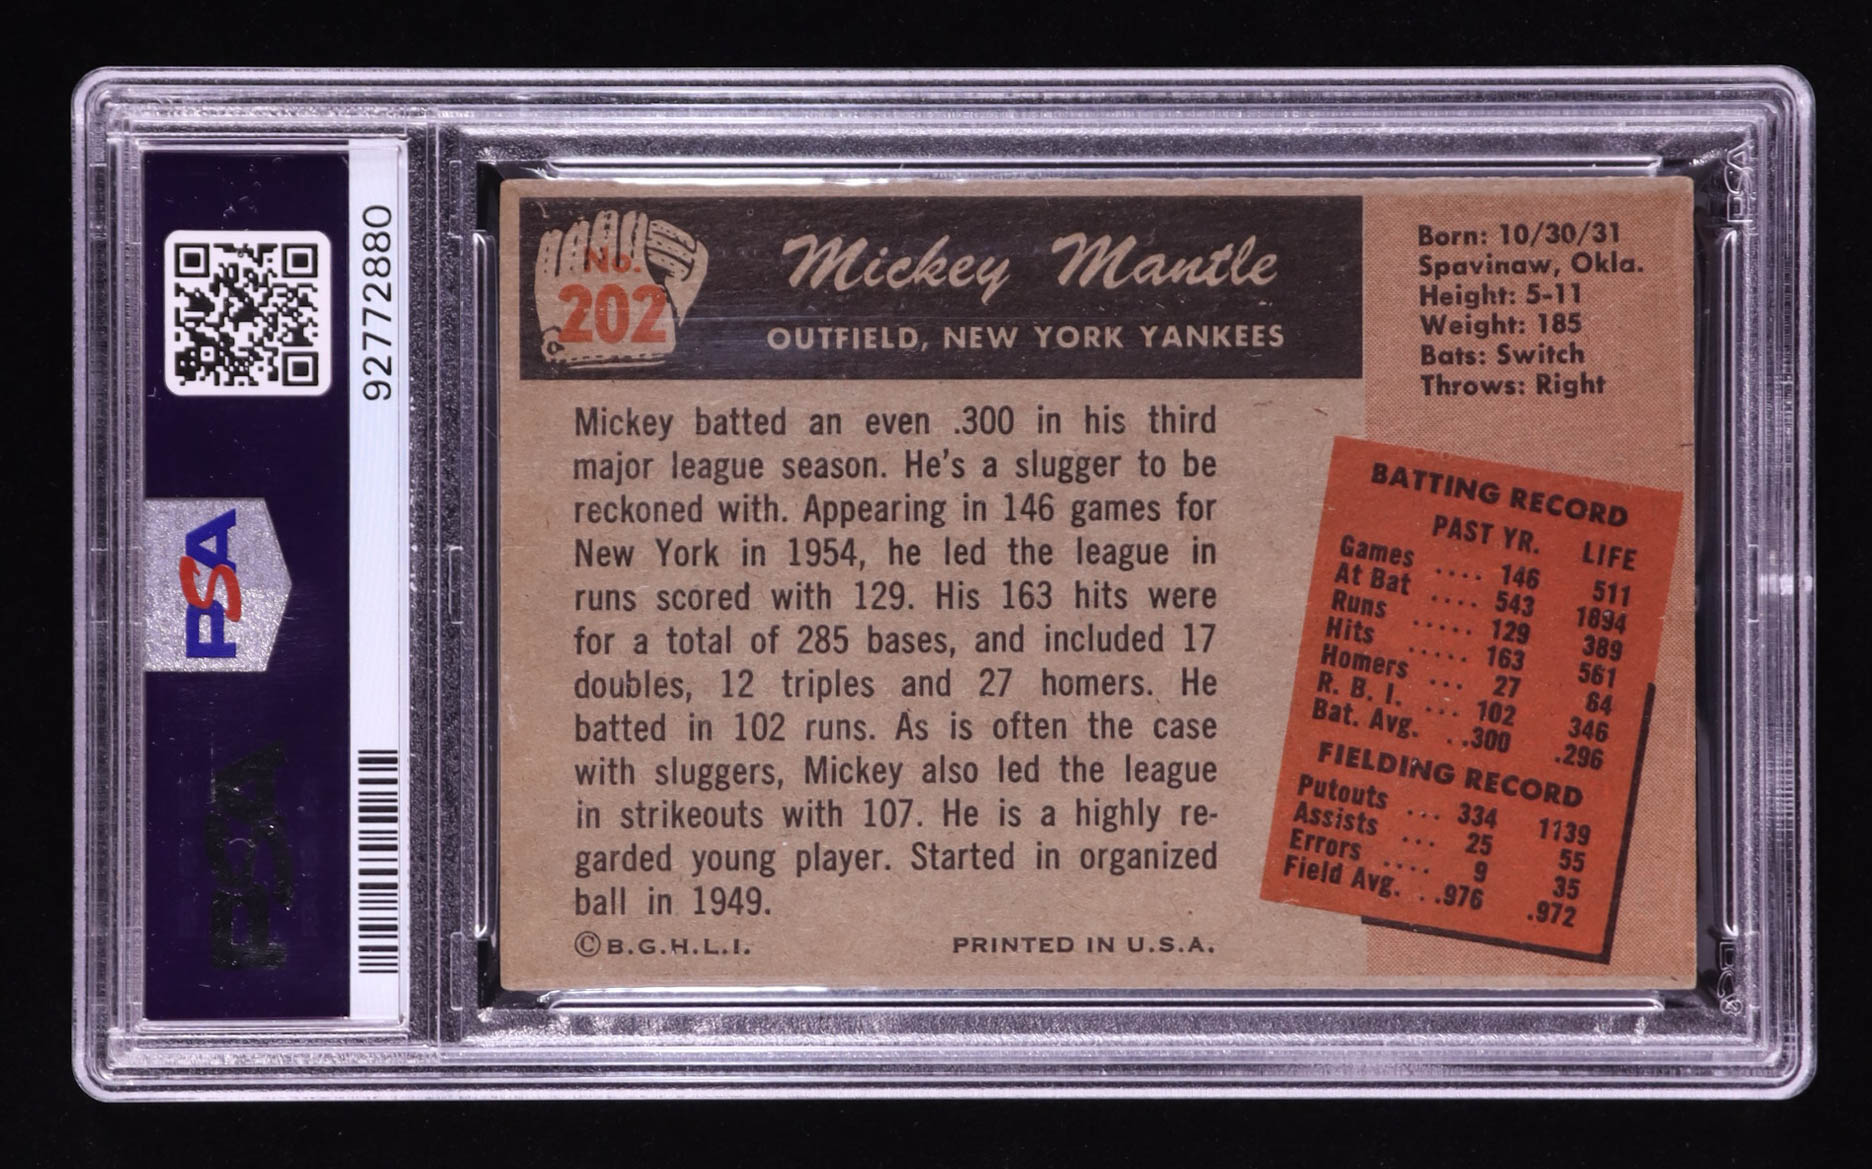 92772880
PSA
PSA
No.
202
Mickey Mantle
OUTFIELD, NEW YORK YANKEES
Born: 10/30/31
Spavinaw, Okla.
Height: 5-11
Weight: 185
Bats: Switch
Throws: Right
Mickey batted an even .300 in his third
major league season. He's a slugger to be
reckoned with. Appearing in 146 games for
New York in 1954, he led the league in
runs scored with 129. His 163 hits were
for a total of 285 bases, and included 17
doubles, 12 triples and 27 homers. He
batted in 102 runs. As is often the case
with sluggers, Mickey also led the league
in strikeouts with 107. He is a highly re-
garded young player. Started in organized
ball in 1949.
© B.G.H.L.I. PRINTED IN U.S.A.
BATTING RECORD
PAST YR. LIFE
Games .... 146 511
At Bat .... 543 1894
Runs ..... 129 389
Hits ..... 163 561
Homers ... 27 64
R. B. I. ... 102 346
Bat. Avg. ..300 .296
FIELDING RECORD
Putouts ... 334 1139
Assists ... 25 55
Errors .... 9 35
Field Avg. ..976 .972